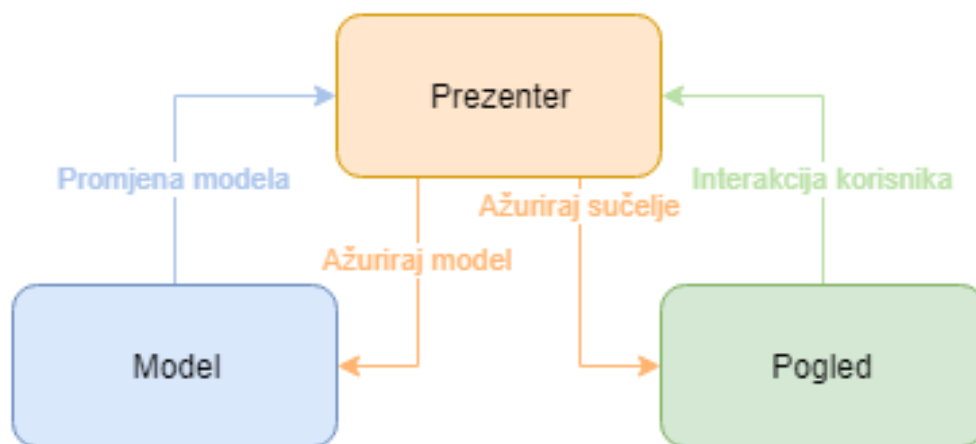 Prezenter
Promjena modela
Interakcija korisnika
Ažuriraj sučelje
Ažuriraj model
Model
Pogled